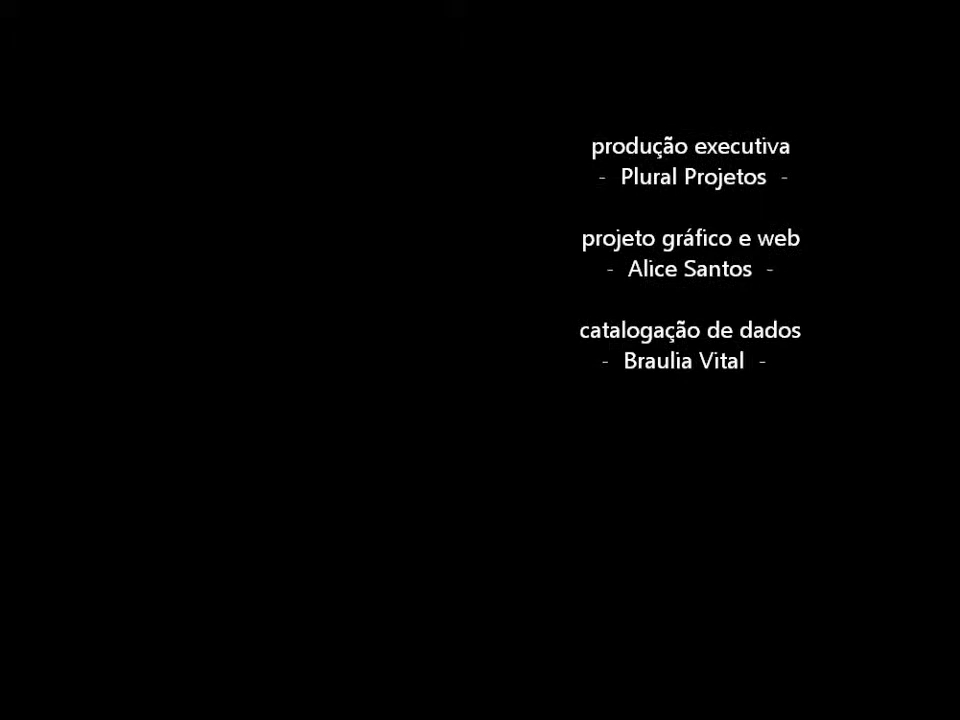 produção executiva
- Plural Projetos -
projeto gráfico e web
- Alice Santos -
catalogação de dados
- Braulia Vital -